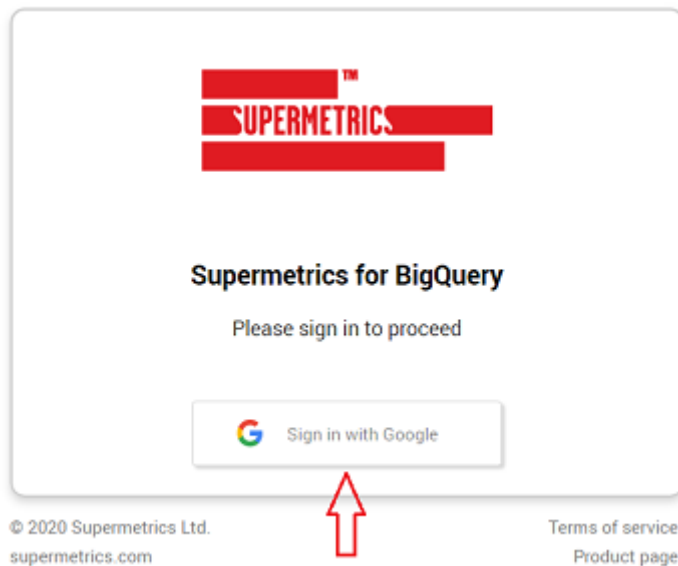 SUPERMETRICS™
Supermetrics for BigQuery
Please sign in to proceed
Sign in with Google
© 2020 Supermetrics Ltd.
Terms of service
supermetrics.com
Product page